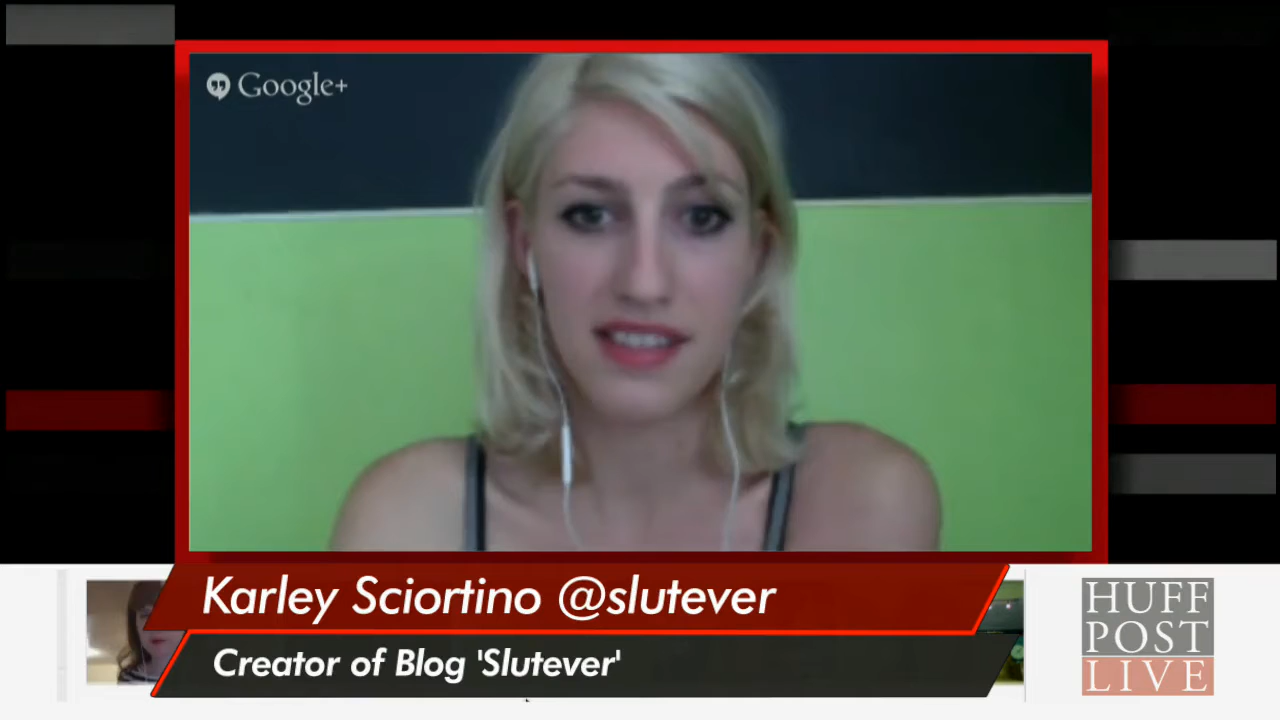 Google+
Karley Sciortino @slutever
Creator of Blog 'Slutever'
HUFF
POST
LIVE